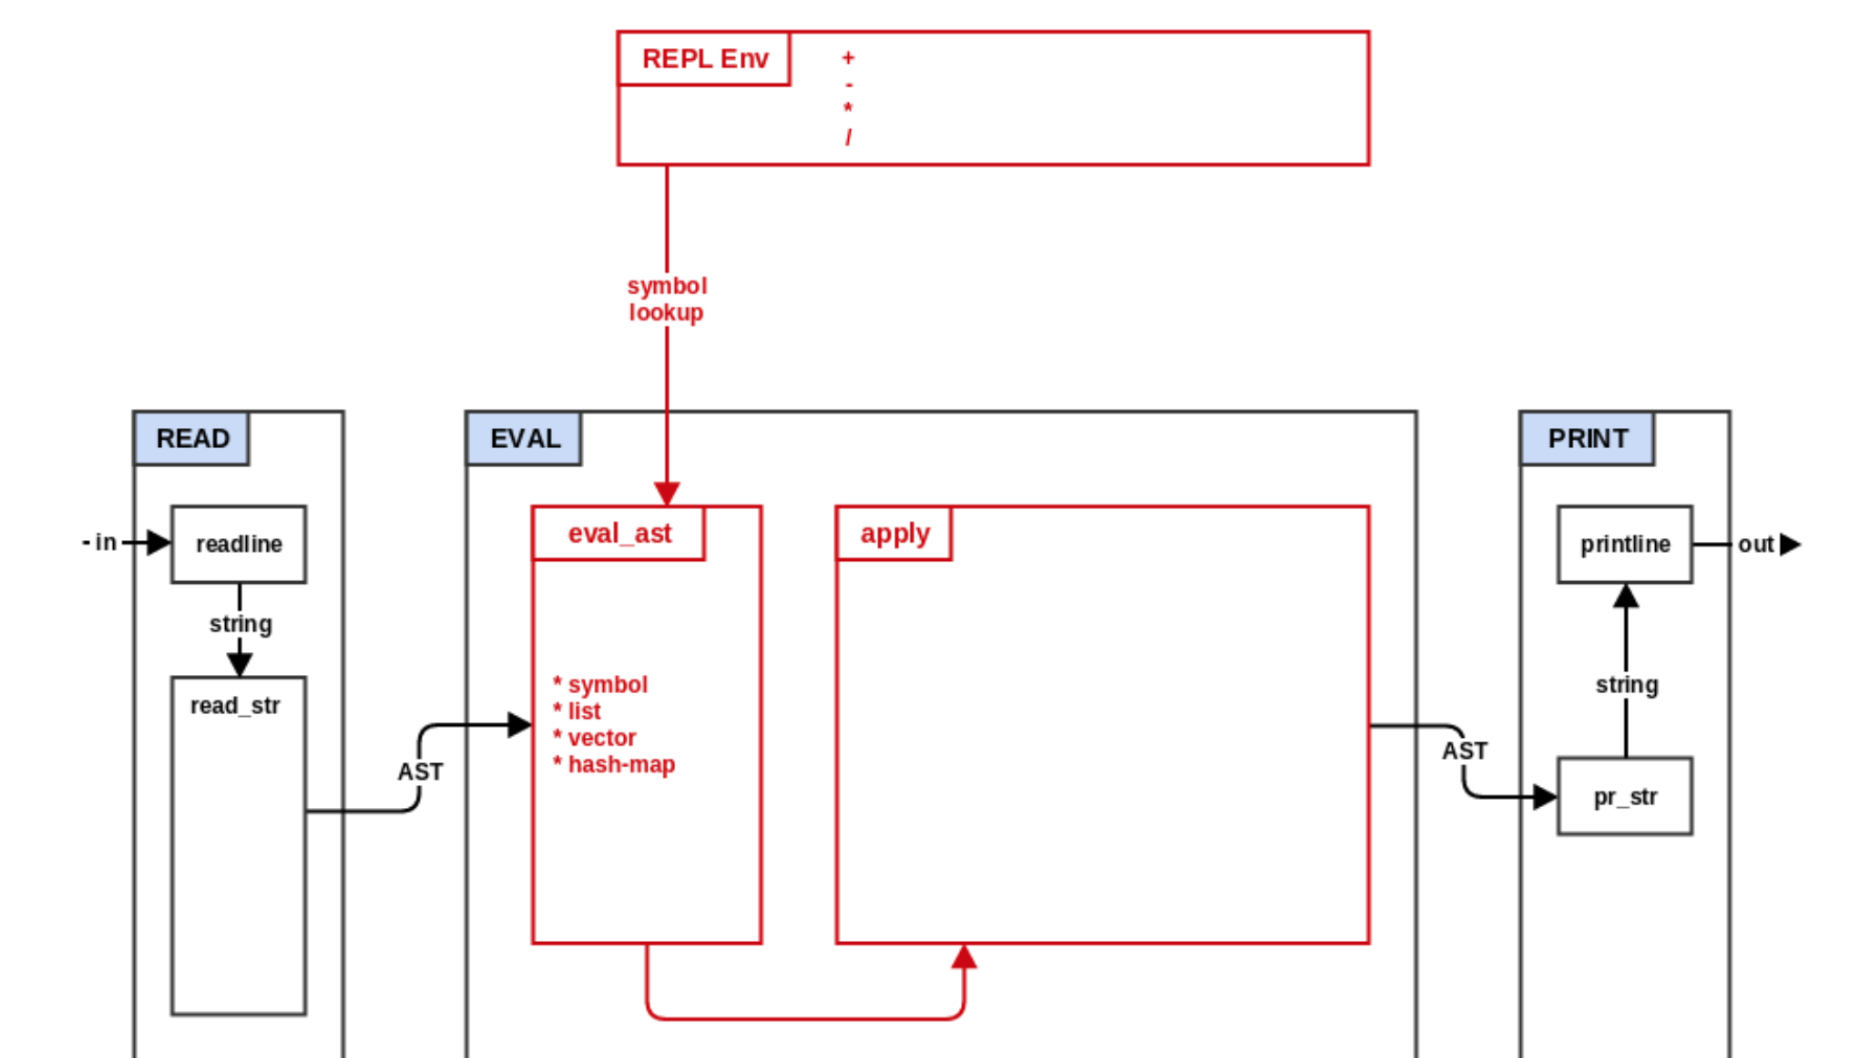 REPL Env
+
-
*
/
symbol
lookup
READ
- in
readline
string
read_str
AST
EVAL
eval_ast
* symbol
* list
* vector
* hash-map
apply
AST
PRINT
printline
out
string
pr_str